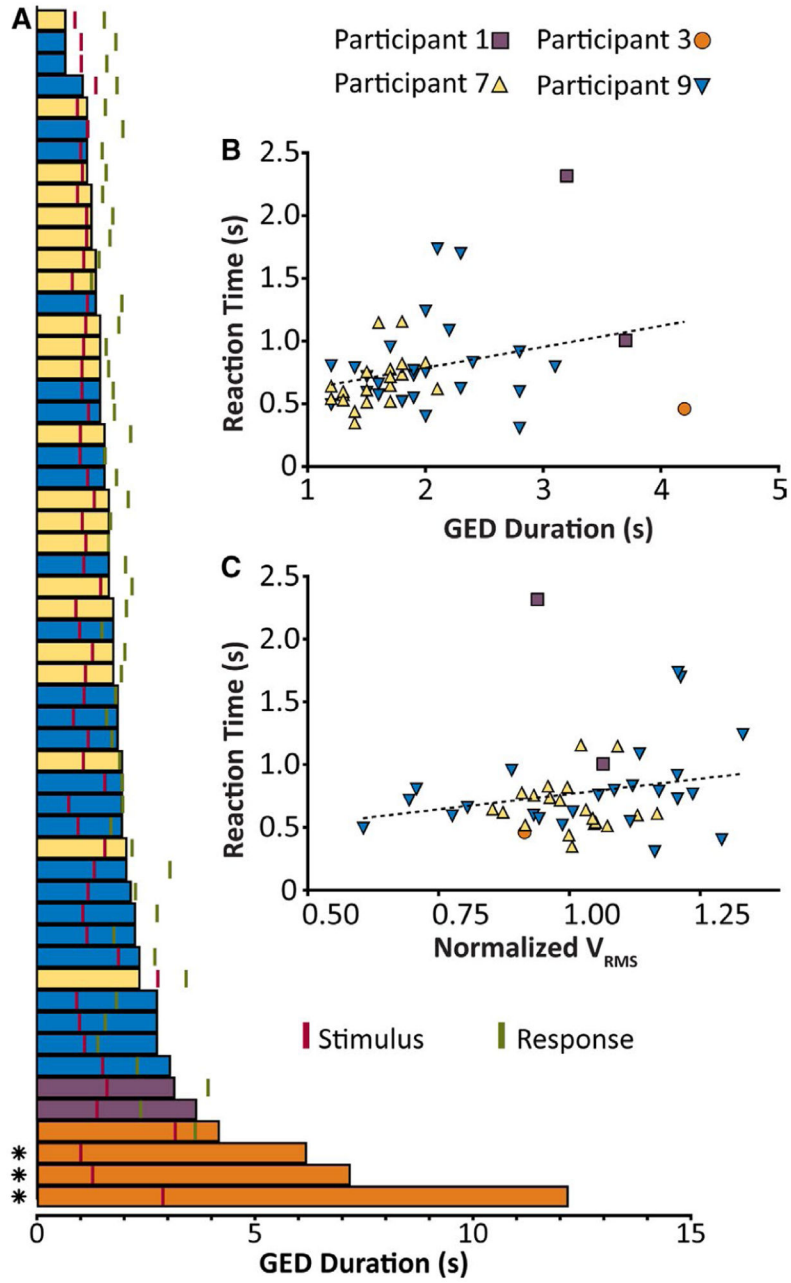 A
Participant 1 Participant 3
Participant 7 Participant 9
B
2.5
2.0
1.5
1.0
0.5
0
1 2 3 4 5
Reaction Time (s)
GED Duration (s)
C
2.5
2.0
1.5
1.0
0.5
0
0.50 0.75 1.00 1.25
Reaction Time (s)
Normalized VRMS
Stimulus Response
*
*
*
0 5 10 15
GED Duration (s)